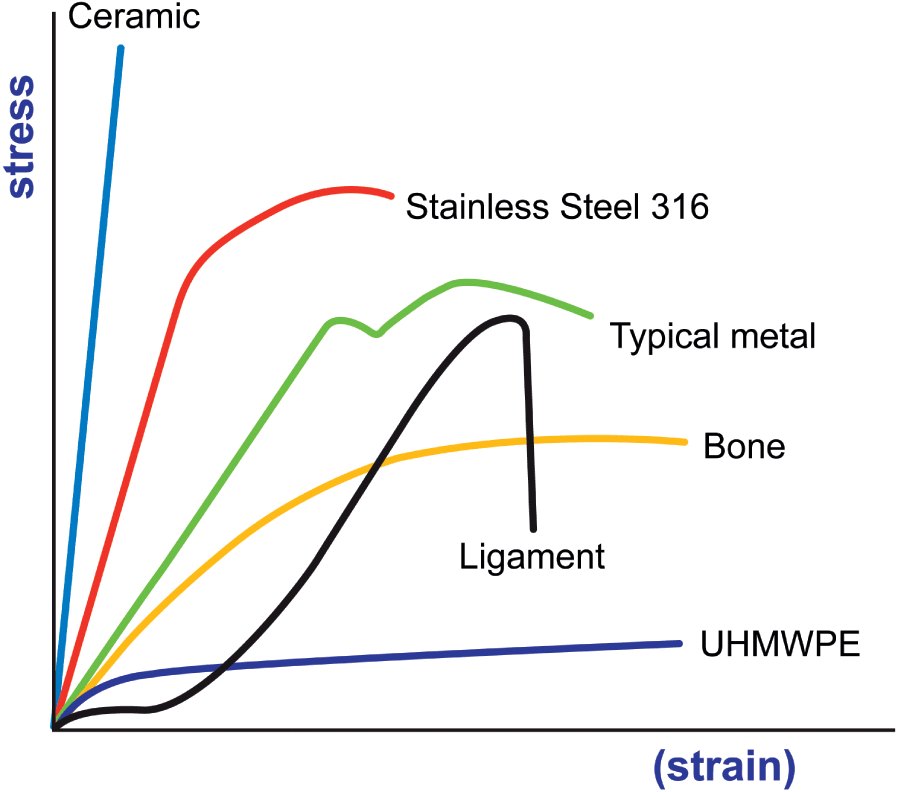 Ceramic
stress
Stainless Steel 316
Typical metal
Bone
Ligament
UHMWPE
(strain)